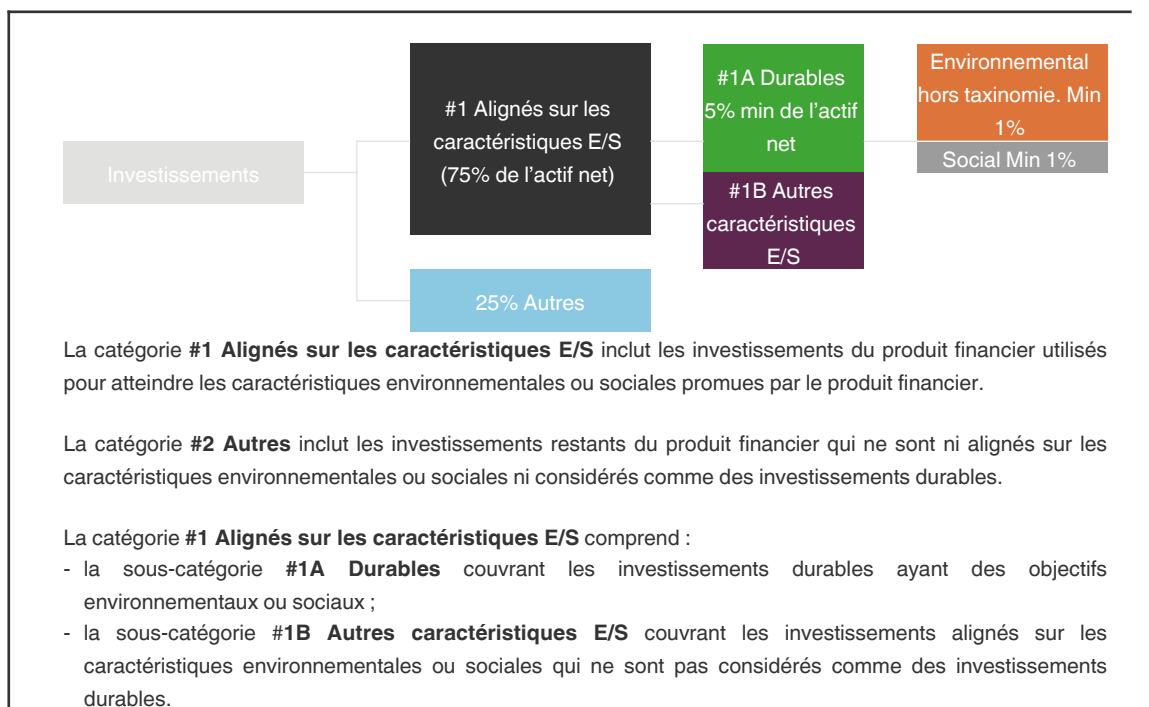 Investissements
#1 Alignés sur les
caractéristiques E/S
(75% de l'actif net)
25% Autres
#1A Durables
5% min de l'actif
net
#1B Autres
caractéristiques
E/S
Environnemental
hors taxinomie. Min
1%
Social Min 1%
La catégorie #1 Alignés sur les caractéristiques E/S inclut les investissements du produit financier utilisés
pour atteindre les caractéristiques environnementales ou sociales promues par le produit financier.
La catégorie #2 Autres inclut les investissements restants du produit financier qui ne sont ni alignés sur les
caractéristiques environnementales ou sociales ni considérés comme des investissements durables.
La catégorie #1 Alignés sur les caractéristiques E/S comprend :
- la sous-catégorie #1A Durables couvrant les investissements durables ayant des objectifs
environnementaux ou sociaux ;
- la sous-catégorie #1B Autres caractéristiques E/S couvrant les investissements alignés sur les
caractéristiques environnementales ou sociales qui ne sont pas considérés comme des investissements
durables.